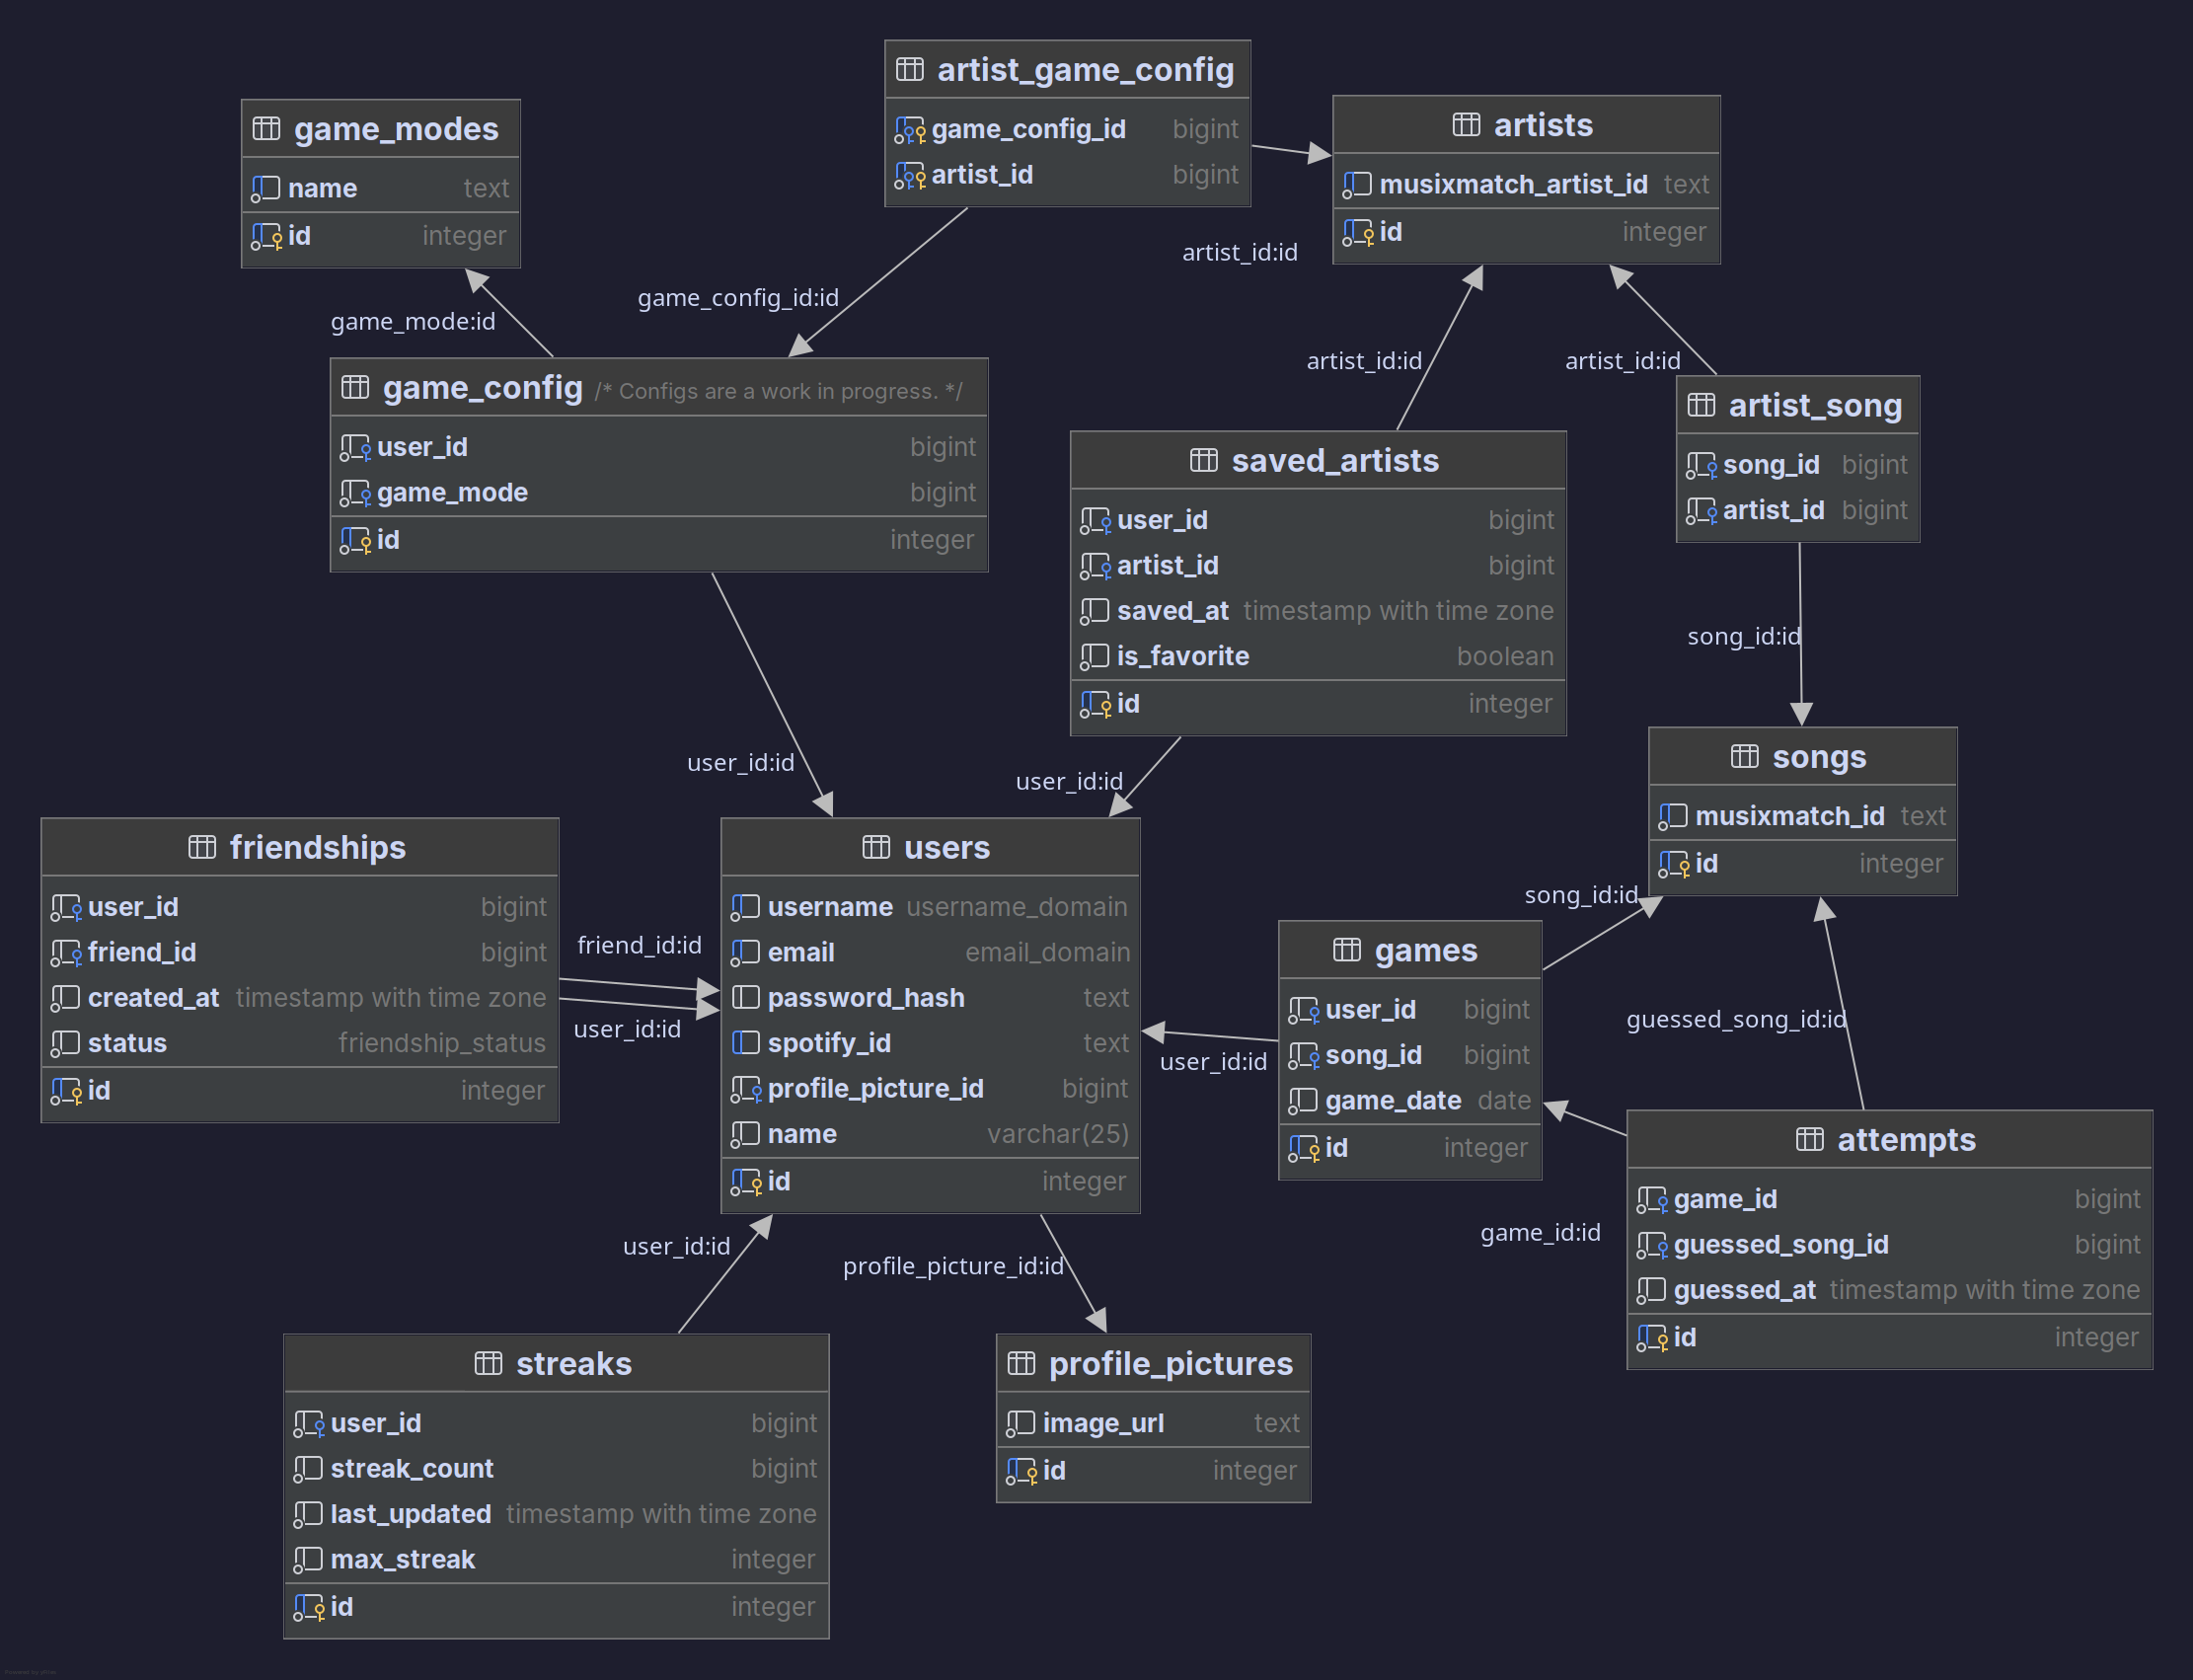 artist_game_config
game_config_id bigint
artist_id bigint
game_modes
name text
id integer
artists
musixmatch_artist_id text
id integer
artist_id:id
game_config_id:id
game_mode:id
artist_id:id
artist_id:id
game_config /* Configs are a work in progress. */
user_id bigint
game_mode bigint
id integer
saved_artists
user_id bigint
artist_id bigint
saved_at timestamp with time zone
is_favorite boolean
id integer
artist_song
song_id bigint
artist_id bigint
song_id:id
user_id:id
user_id:id
songs
musixmatch_id text
id integer
friendships
user_id bigint
friend_id bigint
created_at timestamp with time zone
status friendship_status
id integer
friend_id:id
user_id:id
users
username username_domain
email email_domain
password_hash text
spotify_id text
profile_picture_id bigint
name varchar(25)
id integer
song_id:id
games
user_id bigint
song_id bigint
game_date date
id integer
user_id:id
guessed_song_id:id
game_id:id
attempts
game_id bigint
guessed_song_id bigint
guessed_at timestamp with time zone
id integer
user_id:id
profile_picture_id:id
streaks
user_id bigint
streak_count bigint
last_updated timestamp with time zone
max_streak integer
id integer
profile_pictures
image_url text
id integer